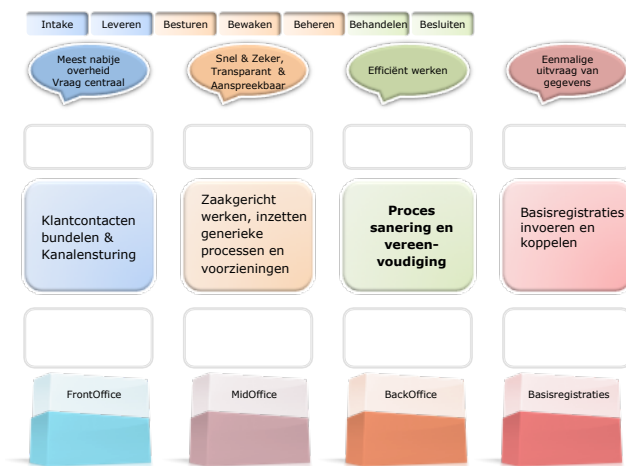 Intake Leveren Besturen Bewaken Beheren Behandelen Besluiten
Meest nabije
overheid
Vraag centraal
Snel & Zeker,
Transparant &
Aanspreekbaar
Efficiënt werken
Eenmalige
uitvraag van
gegevens
Klantcontacten
bundelen &
Kanalensturing
Zaakgericht
werken, inzetten
generieke
processen en
voorzieningen
Proces
sanering en
vereen-
voudiging
Basisregistraties
invoeren en
koppelen
FrontOffice
MidOffice
BackOffice
Basisregistraties